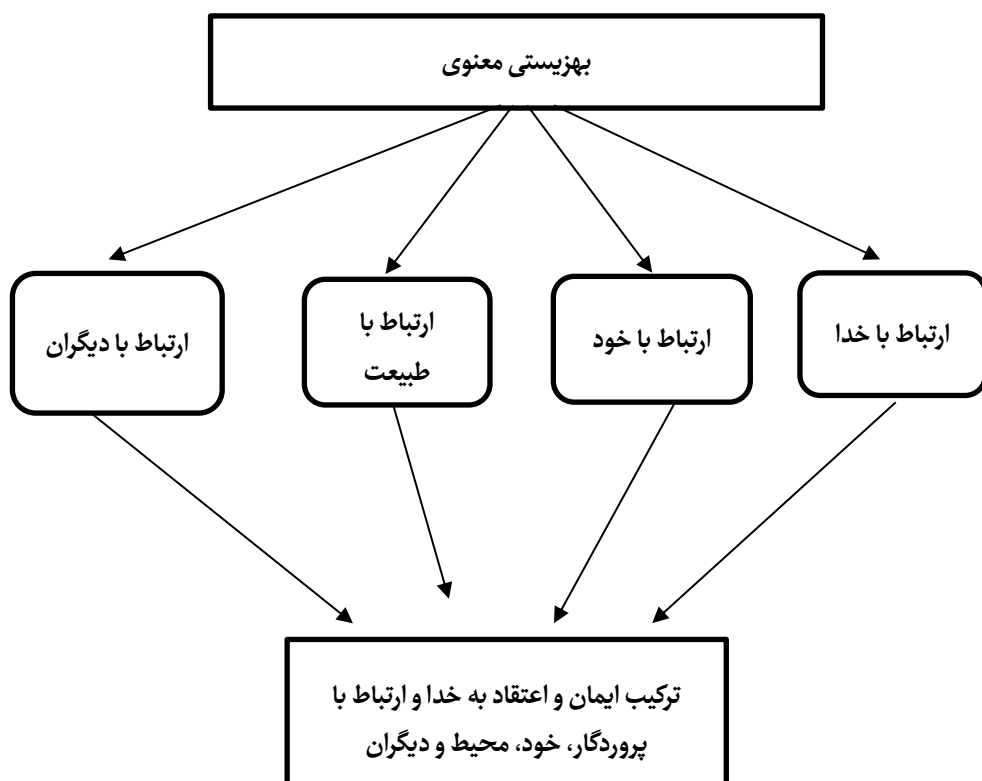 بهزیستی معنوی
ارتباط با خدا
ارتباط با خود
ارتباط با
طبیعت
ارتباط با دیگران
ترکیب ایمان و اعتقاد به خدا و ارتباط با
پروردگار، خود، محیط و دیگران